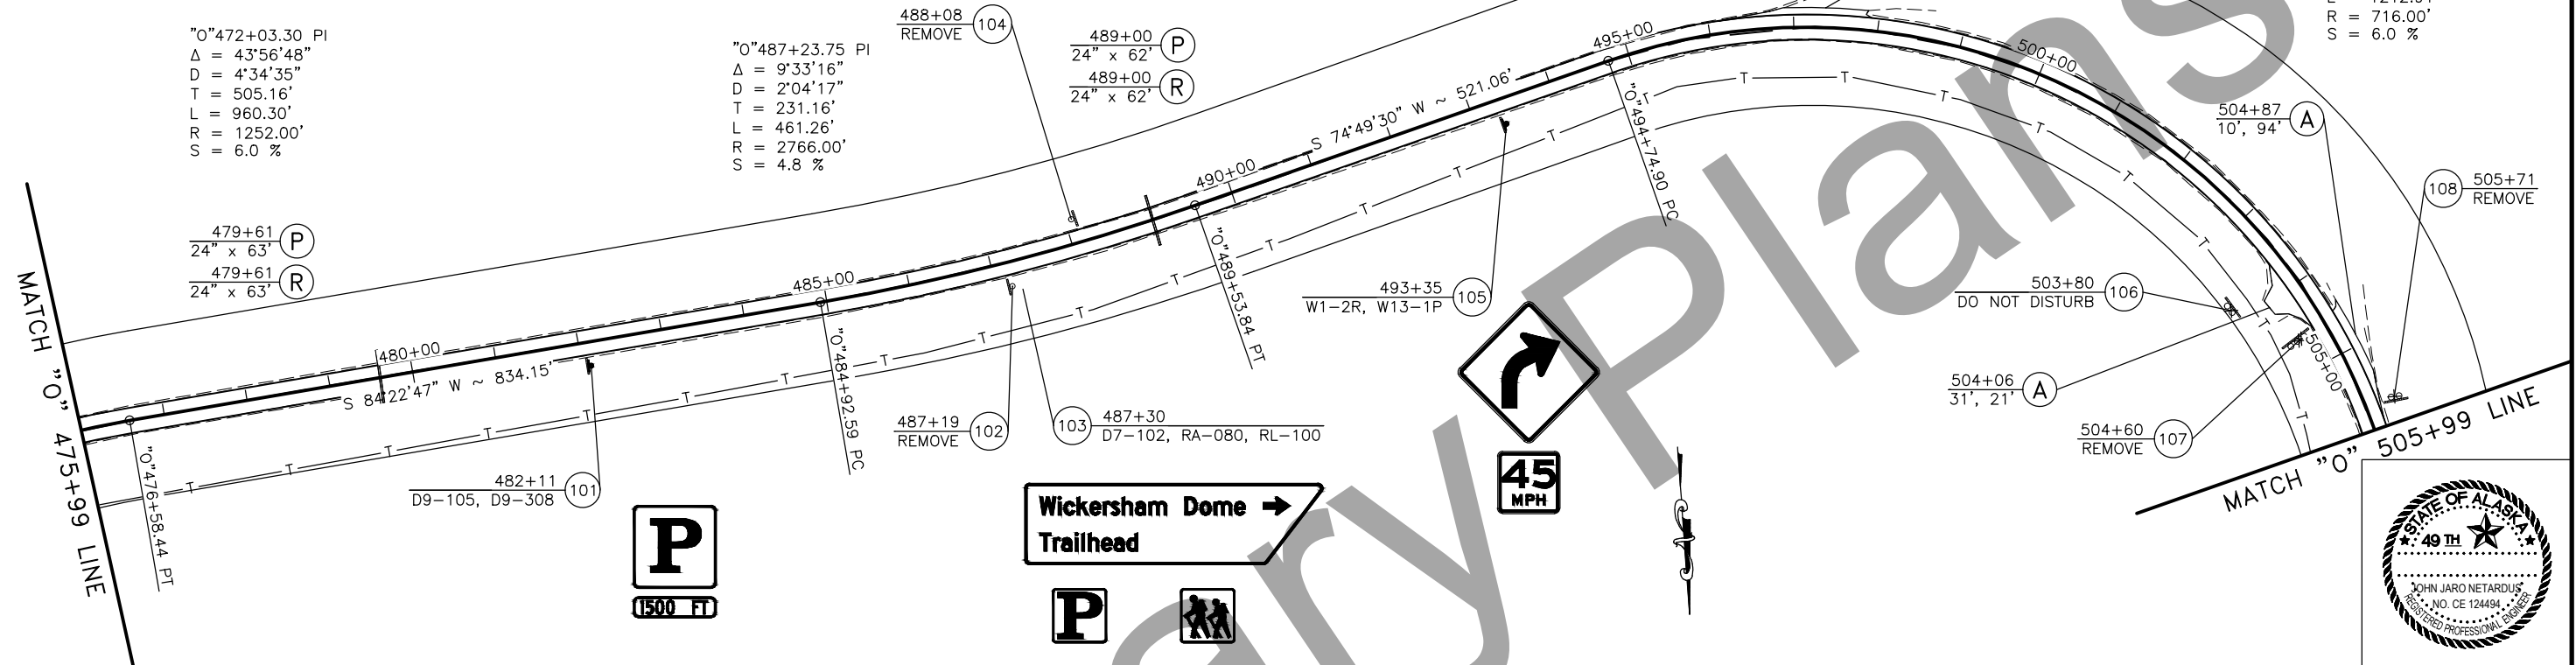 "O"472+03.30 PI
Δ = 43°56'48"
D = 4°34'35"
T = 505.16'
L = 960.30'
R = 1252.00'
S = 6.0 %
"O"487+23.75 PI
Δ = 9°33'16"
D = 2°04'17"
T = 231.16'
L = 461.26'
R = 2766.00'
S = 4.8 %
488+08
REMOVE
104
489+00
24" x 62'
P
489+00
24" x 62'
R
R = 716.00'
S = 6.0 %
479+61
24" x 63'
P
479+61
24" x 63'
R
MATCH "O" 475+99 LINE
480+00
485+00
490+00
495+00
500+00
505+00
S 84°22'47" W ~ 834.15'
S 74°49'30" W ~ 521.06'
"O"476+58.44 PT
"O"484+92.59 PC
"O"489+53.84 PT
"O"494+74.90 PC
T T T T T T T T T T T T T T T T T T T T T T T T
482+11
D9-105, D9-308
101
487+19
REMOVE
102
103
487+30
D7-102, RA-080, RL-100
493+35
W1-2R, W13-1P
105
504+87
10', 94'
A
108
505+71
REMOVE
503+80
DO NOT DISTURB
106
504+06
31', 21'
A
504+60
REMOVE
107
MATCH "O" 505+99 LINE
P
1500 FT
Wickersham Dome
Trailhead
P
45
MPH
ary Plans
STATE OF ALASKA
49 TH
JOHN JARO NETARDUS
NO. CE 124494
REGISTERED PROFESSIONAL ENGINEER